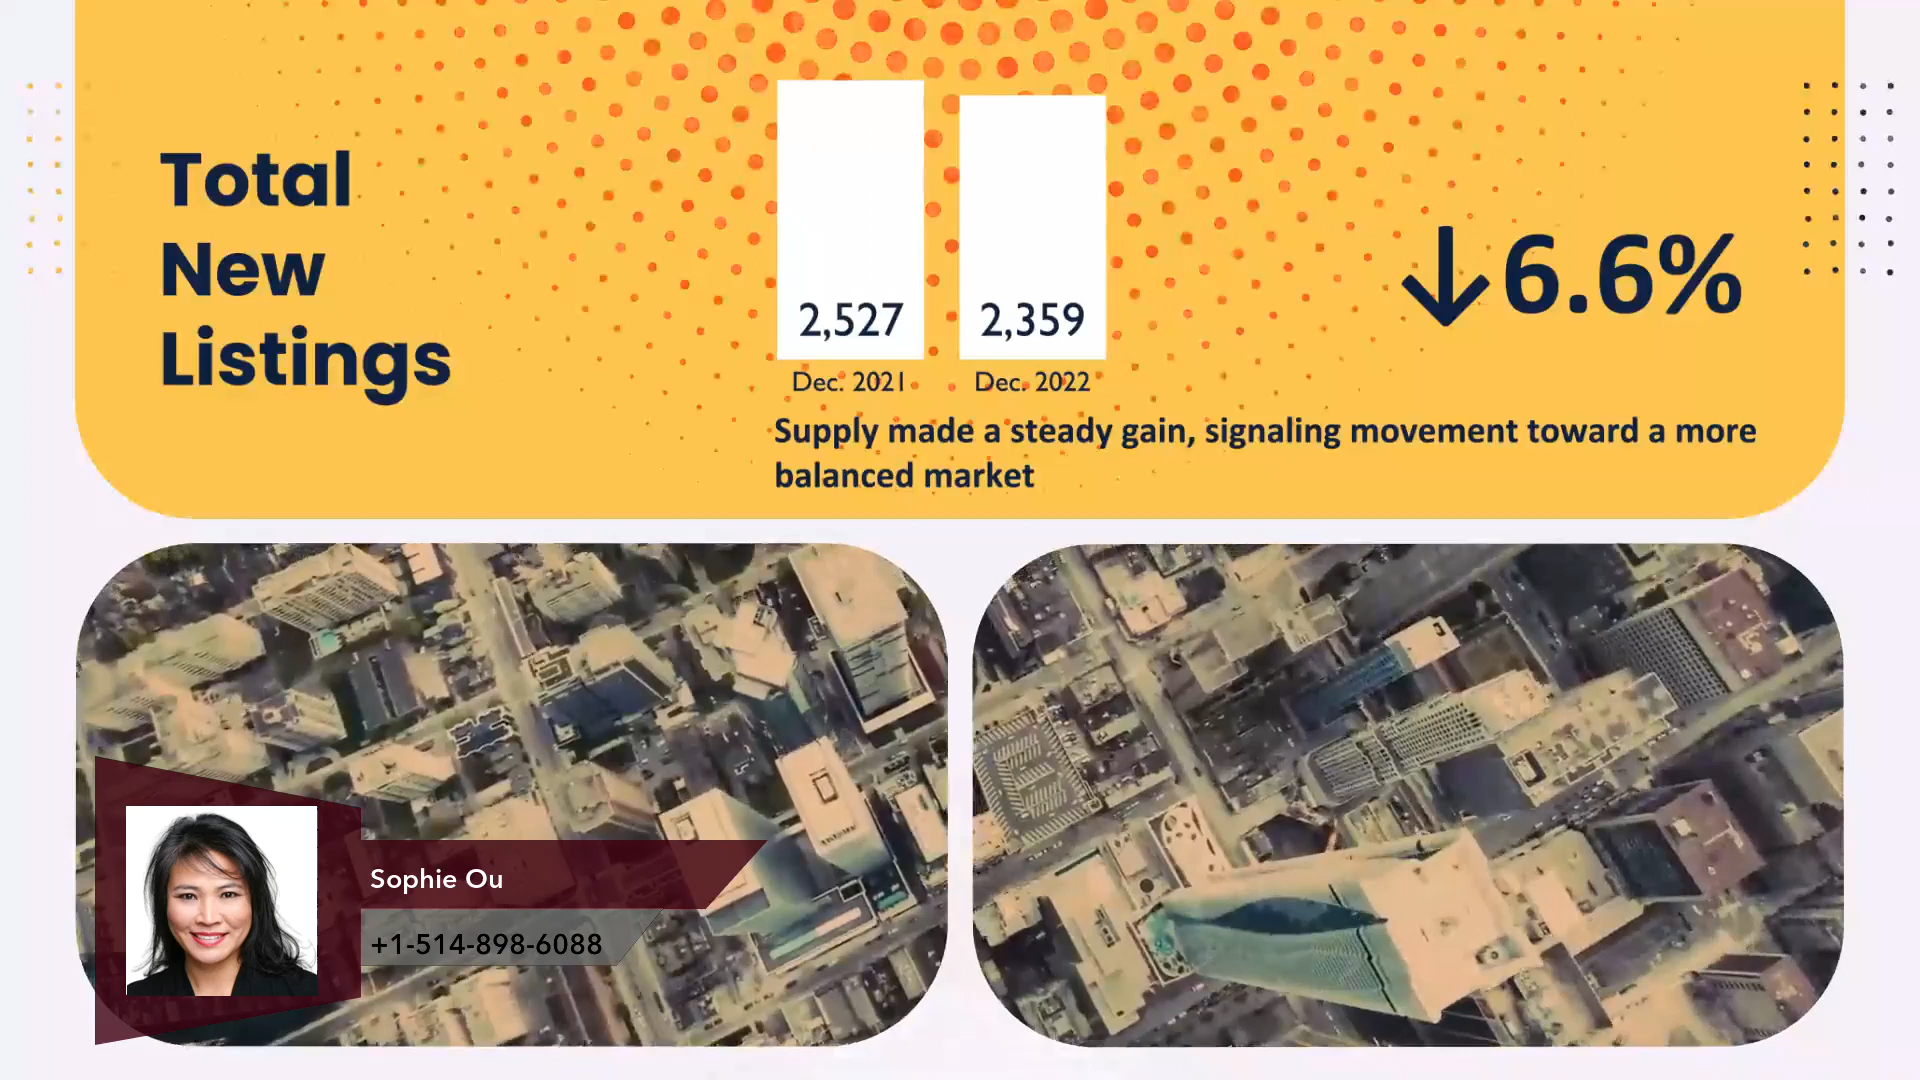 Total
New
Listings
2,527
2,359
Dec. 2021
Dec. 2022
↓6.6%
Supply made a steady gain, signaling movement toward a more
balanced market
Sophie Ou
+1-514-898-6088